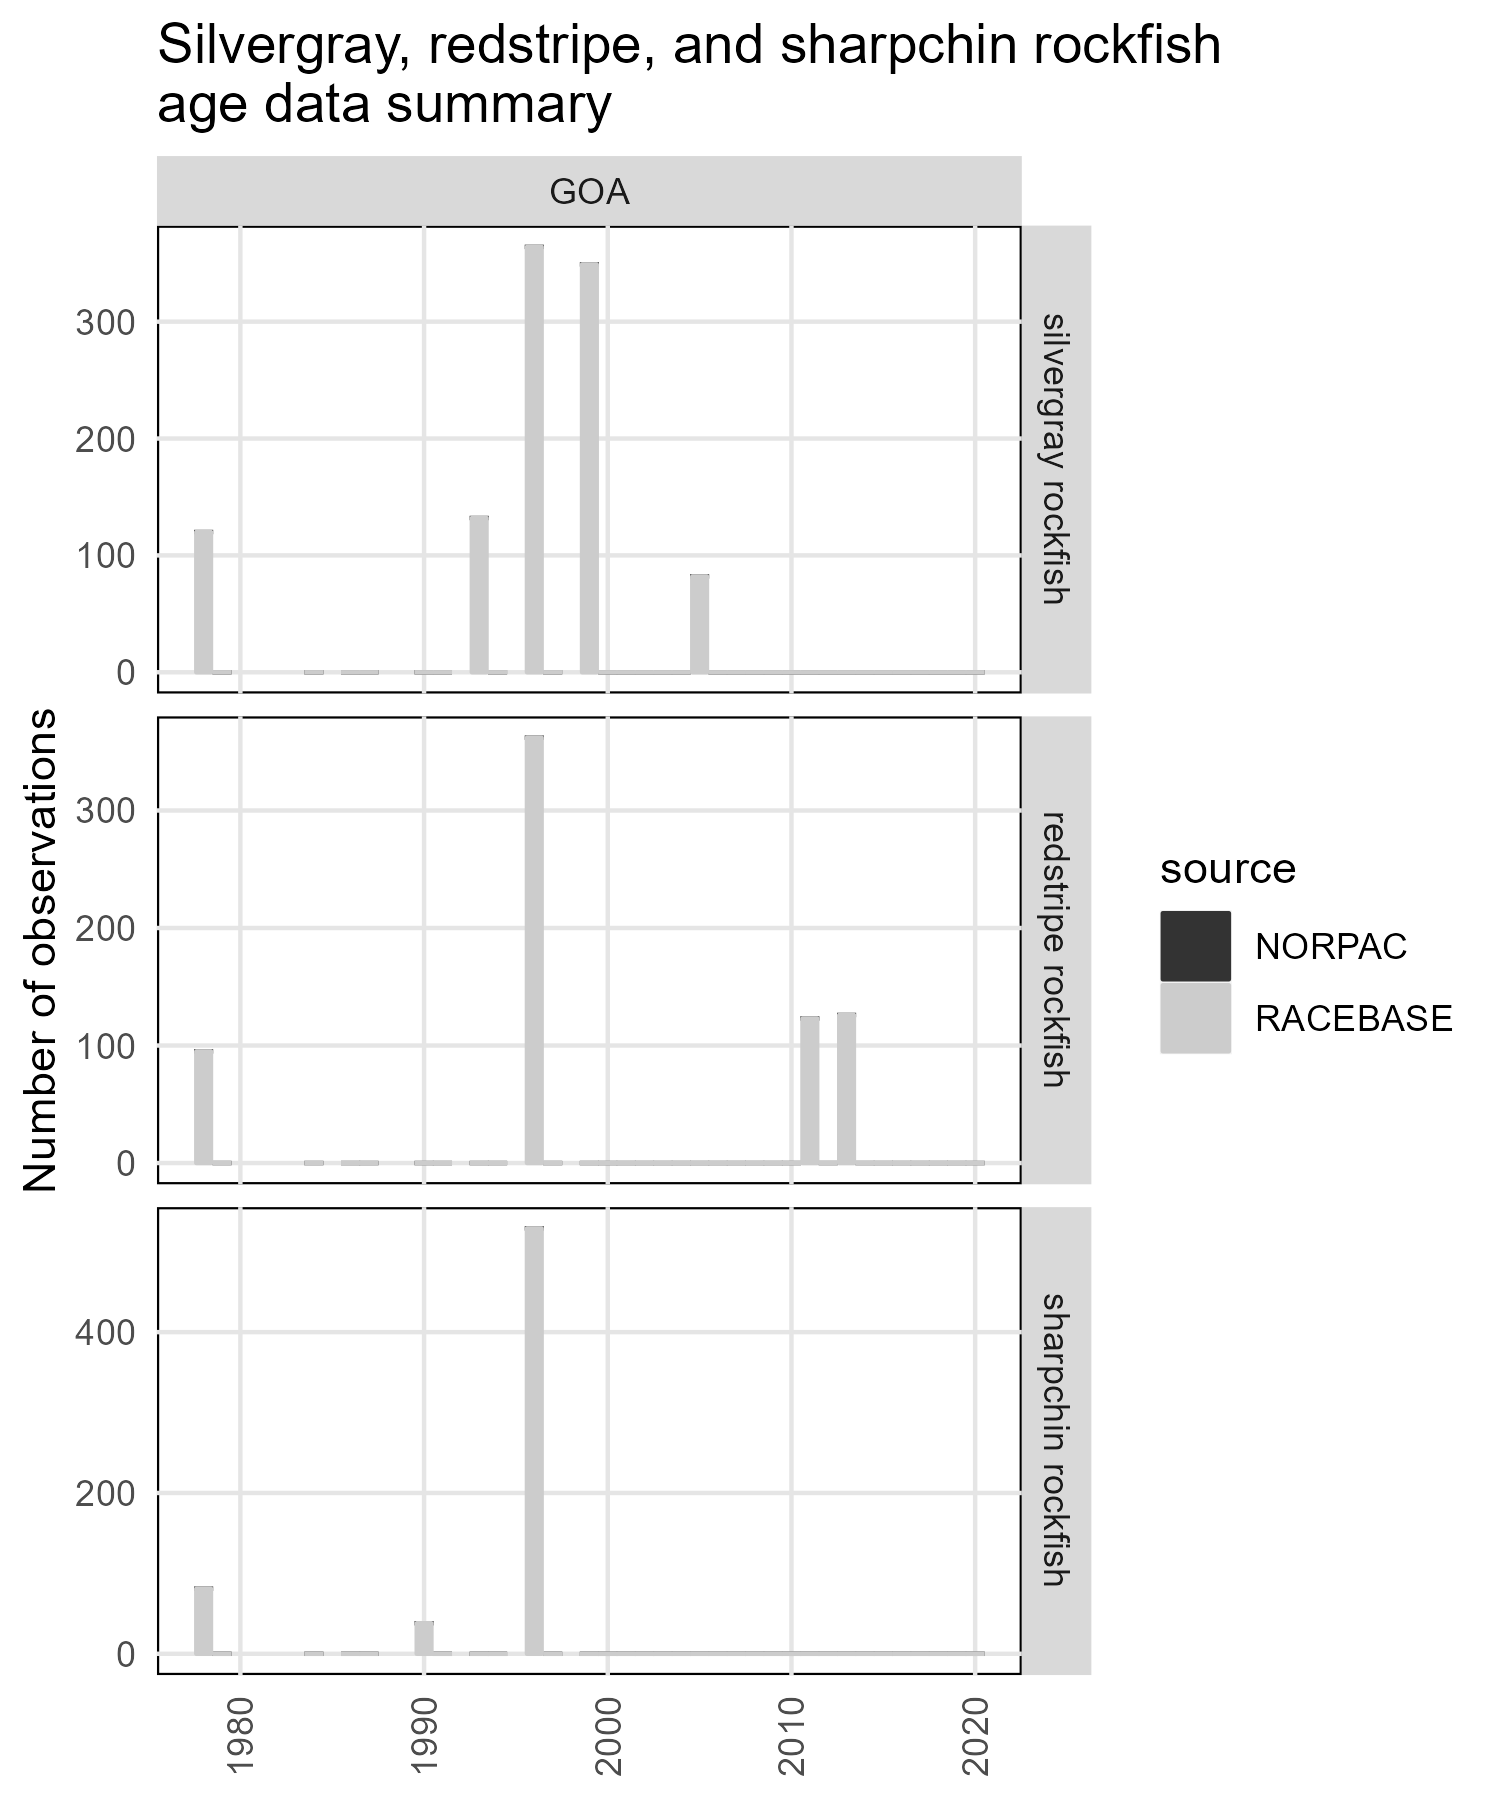 Silvergray, redstripe, and sharpchin rockfish
age data summary
GOA
300
200
100
0
silvergray rockfish
300
200
100
0
redstripe rockfish
400
200
0
sharpchin rockfish
Number of observations
1980
1990
2000
2010
2020
source
NORPAC
RACEBASE